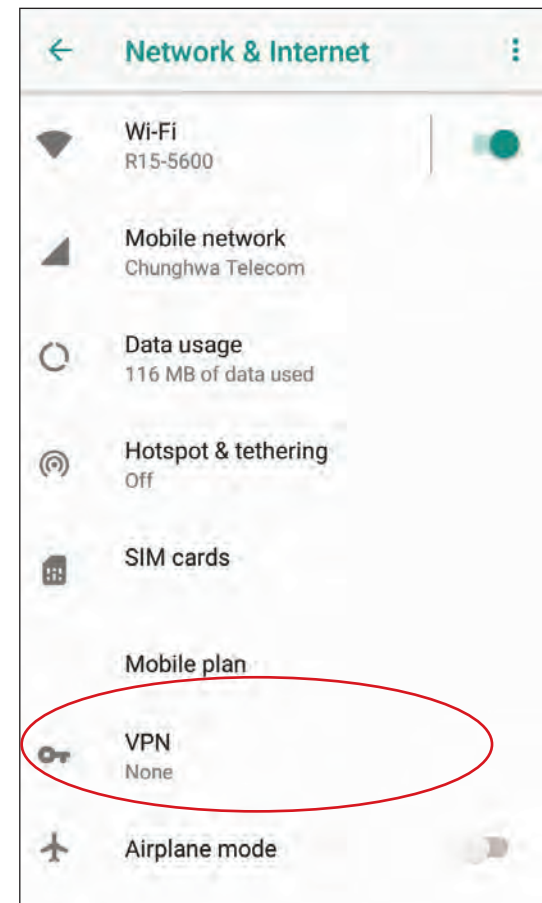 Network & Internet
Wi-Fi
R15-5600
Mobile network
Chunghwa Telecom
Data usage
116 MB of data used
Hotspot & tethering
Off
SIM cards
Mobile plan
VPN
None
Airplane mode